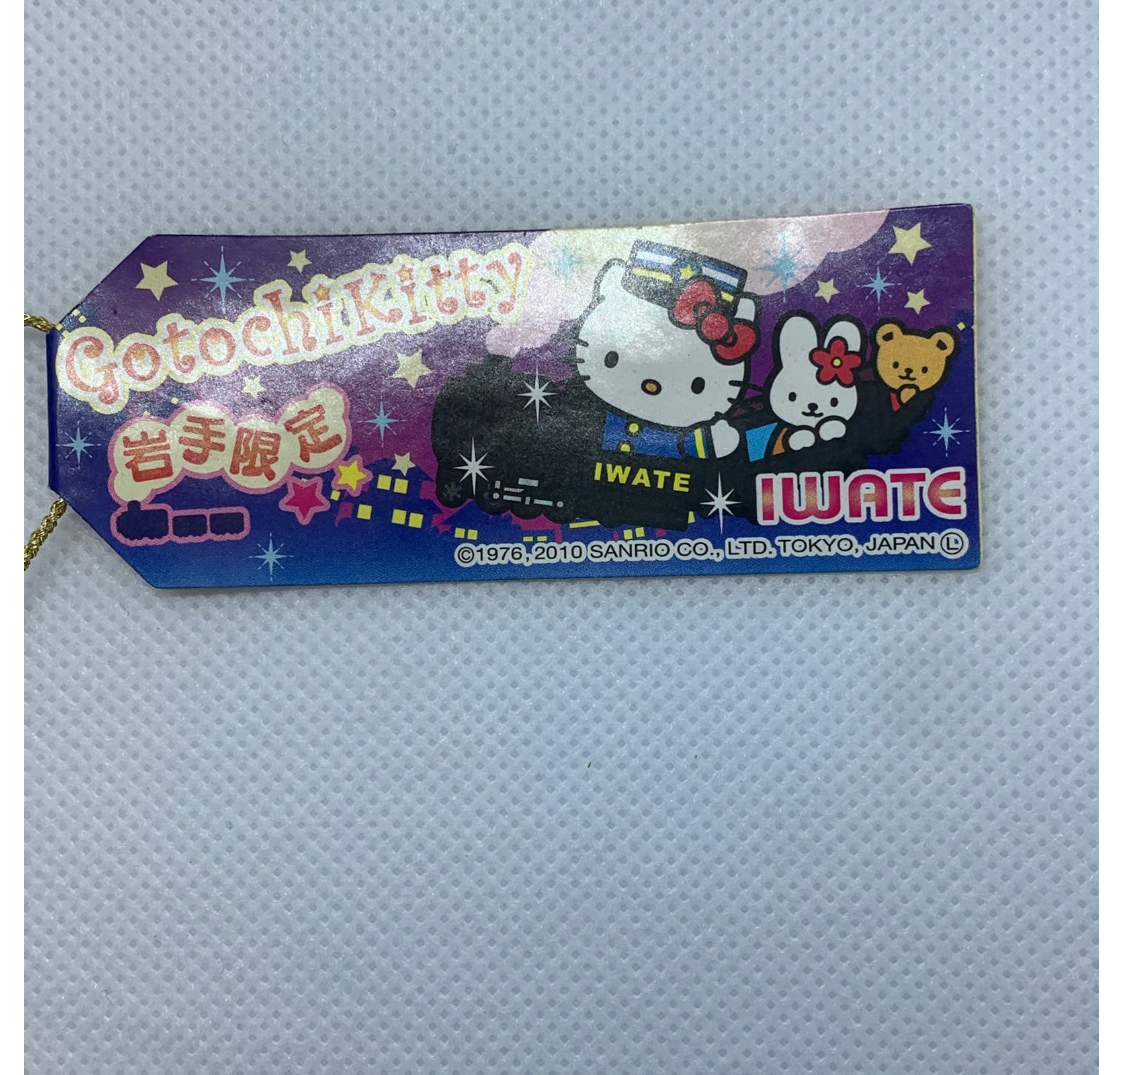 GotochiKitty
岩手限定
IWATE
IWATE
©1976, 2010 SANRIO CO., LTD. TOKYO, JAPAN Ⓛ